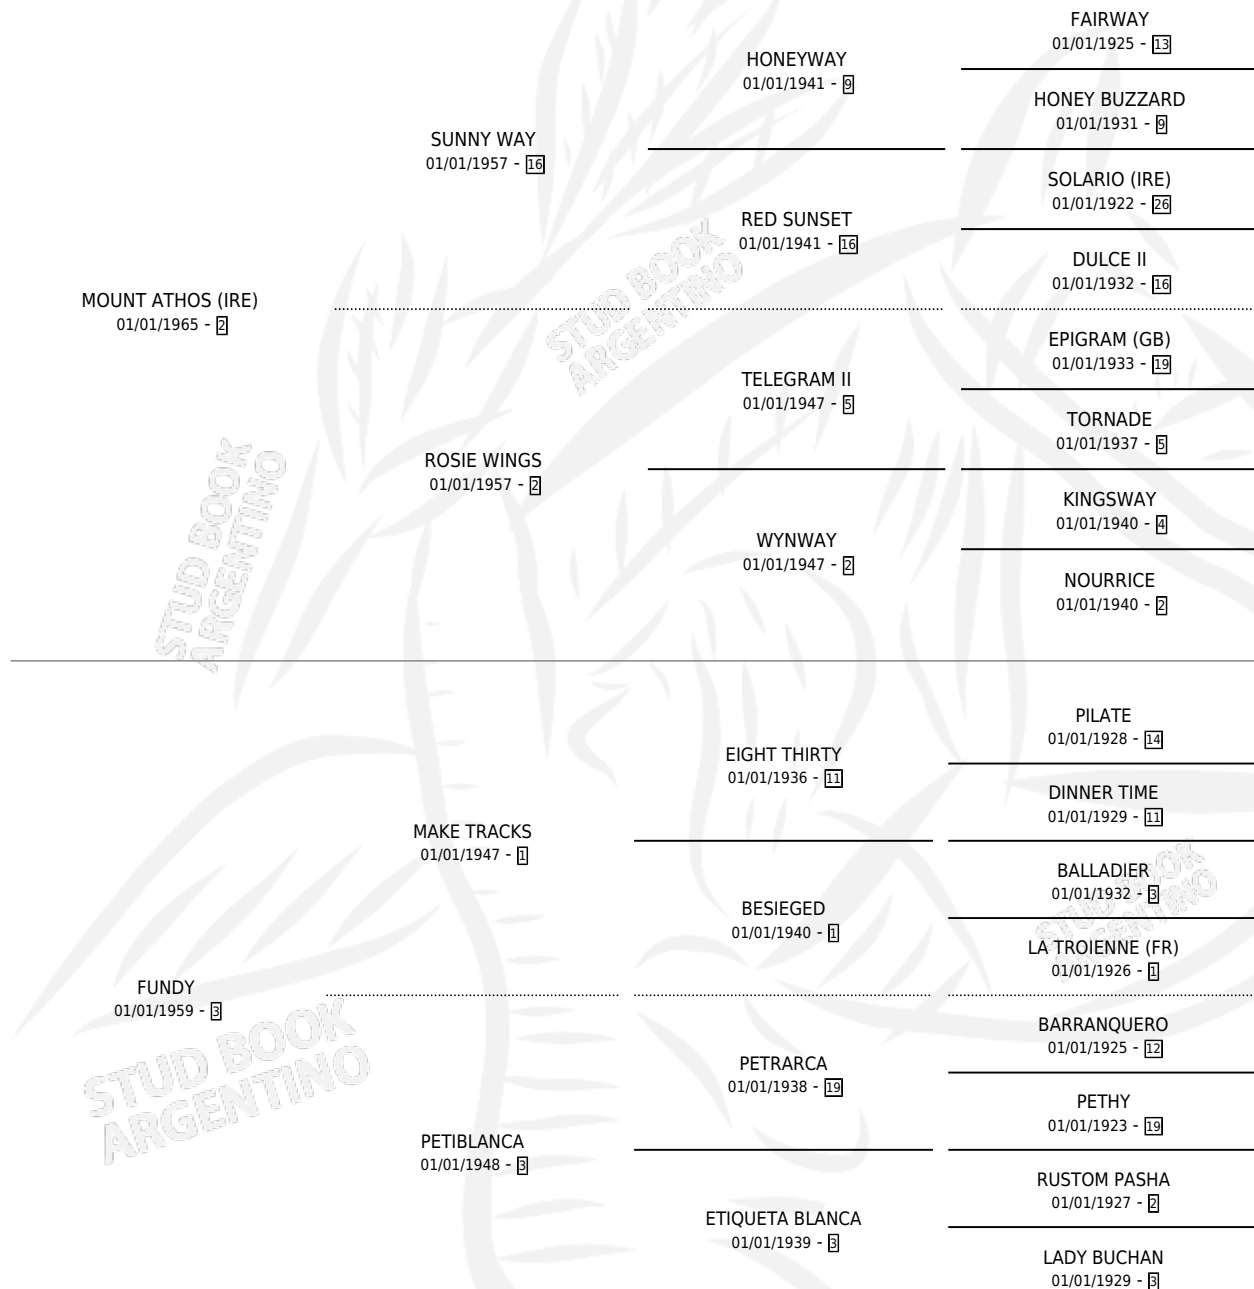 FAIRWAY
01/01/1925 - 13
HONEYWAY
01/01/1941 - 9
HONEY BUZZARD
01/01/1931 - 9
SUNNY WAY
01/01/1957 - 16
SOLARIO (IRE)
01/01/1922 - 26
RED SUNSET
01/01/1941 - 16
DULCE II
01/01/1932 - 16
MOUNT ATHOS (IRE)
01/01/1965 - 2
EPIGRAM (GB)
01/01/1933 - 19
TELEGRAM II
01/01/1947 - 5
TORNADE
01/01/1937 - 5
ROSIE WINGS
01/01/1957 - 2
KINGSWAY
01/01/1940 - 4
WYNWAY
01/01/1947 - 2
NOURRICE
01/01/1940 - 2
PILATE
01/01/1928 - 14
EIGHT THIRTY
01/01/1936 - 11
DINNER TIME
01/01/1929 - 11
MAKE TRACKS
01/01/1947 - 1
BALLADIER
01/01/1932 - 3
BESIEGED
01/01/1940 - 1
LA TROIENNE (FR)
01/01/1926 - 1
FUNDY
01/01/1959 - 3
BARRANQUERO
01/01/1925 - 12
PETRARCA
01/01/1938 - 19
PETHY
01/01/1923 - 19
PETIBLANCA
01/01/1948 - 3
RUSTOM PASHA
01/01/1927 - 2
ETIQUETA BLANCA
01/01/1939 - 3
LADY BUCHAN
01/01/1929 - 3
STUD BOOK
ARGENTINO
STUD BOOK
ARGENTINO
STUD BOOK
ARGENTINO
STUD BOOK
ARGENTINO